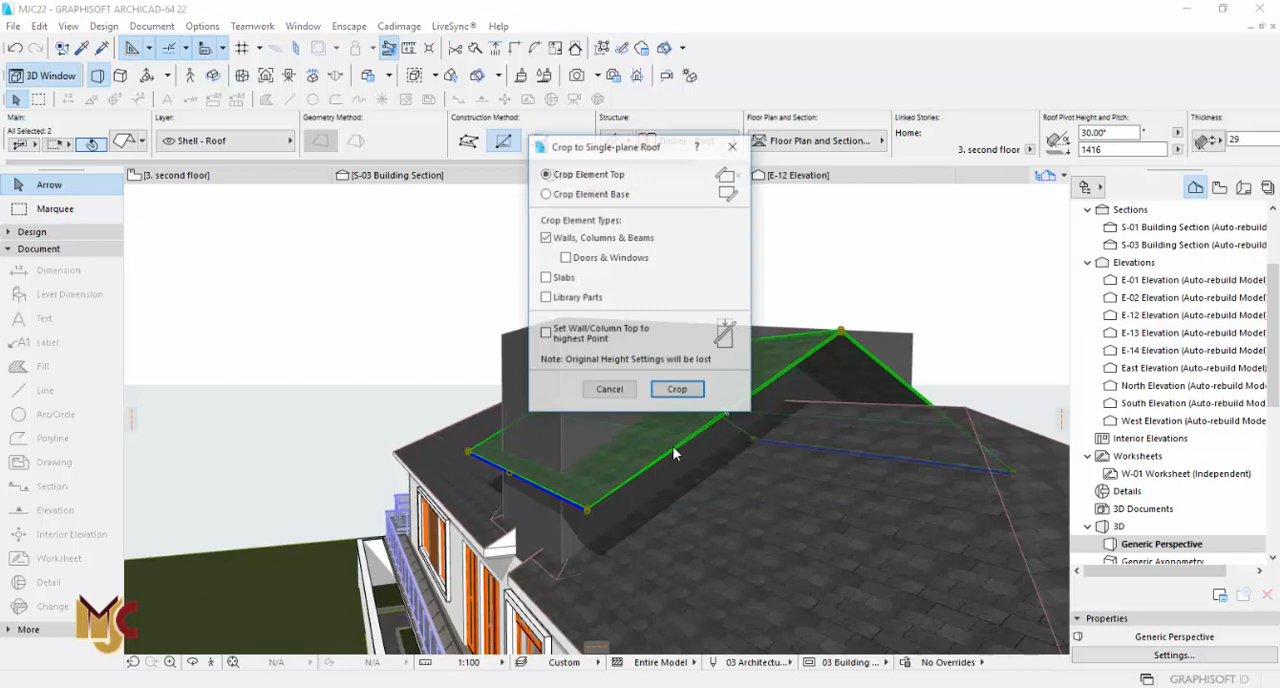 MJC22 - GRAPHISOFT ARCHICAD-64 22
File Edit View Design Document Options Teamwork Window Enscape Cadimage LiveSync® Help
3D Window
Main: Layer: Geometry Method: Construction Method: Structure: Floor Plan and Section: Linked Stories: Roof Pivot Height and Pitch: Thickness:
All Selected: 2
Shell - Roof
Floor Plan and Section...
Home:
3. second floor
30.00°
1416
29
Arrow
Marquee
Design
Document
Dimension
Level Dimension
Text
Label
Fill
Line
Arc/Circle
Polyline
Drawing
Section
Elevation
Interior Elevation
Worksheet
Detail
Change
More
MJC
[3. second floor]
[S-03 Building Section]
[E-12 Elevation]
Crop to Single-plane Roof
?
Crop Element Top
Crop Element Base
Crop Element Types:
Walls, Columns & Beams
Doors & Windows
Slabs
Library Parts
Set Wall/Column Top to
highest Point
Note: Original Height Settings will be lost
Cancel
Crop
Sections
S-01 Building Section (Auto-rebuild
S-03 Building Section (Auto-rebuild
Elevations
E-01 Elevation (Auto-rebuild Model)
E-02 Elevation (Auto-rebuild Model)
E-12 Elevation (Auto-rebuild Model)
E-13 Elevation (Auto-rebuild Model)
E-14 Elevation (Auto-rebuild Model)
East Elevation (Auto-rebuild Model)
North Elevation (Auto-rebuild Model)
South Elevation (Auto-rebuild Model)
West Elevation (Auto-rebuild Model)
Interior Elevations
Worksheets
W-01 Worksheet (Independent)
Details
3D Documents
3D
Generic Perspective
Generic Axonometry
Properties
Generic Perspective
Settings...
N/A
N/A
1:100
Custom
Entire Model
03 Architectu...
03 Building ...
No Overrides
GRAPHISOFT ID